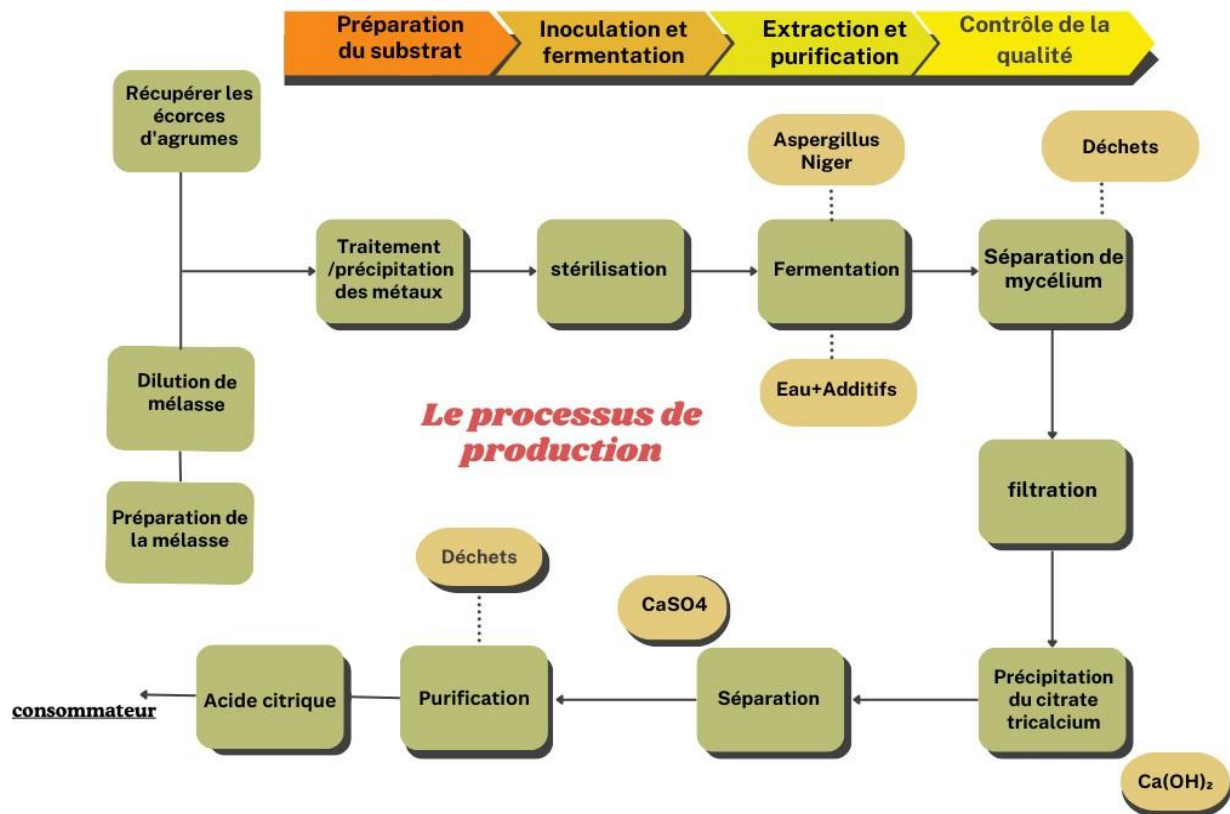 Préparation
du substrat
Inoculation et
fermentation
Extraction et
purification
Contrôle de la
qualité
Récupérer les
écorces
d'agrumes
Aspergillus
Niger
Déchets
Traitement
/précipitation
des métaux
stérilisation
Fermentation
Séparation de
mycélium
Dilution de
mélasse
Eau+Additifs
Le processus de
production
filtration
Préparation de
la mélasse
Déchets
CaSO4
consommateur
Acide citrique
Purification
Séparation
Précipitation
du citrate
tricalcium
Ca(OH)₂